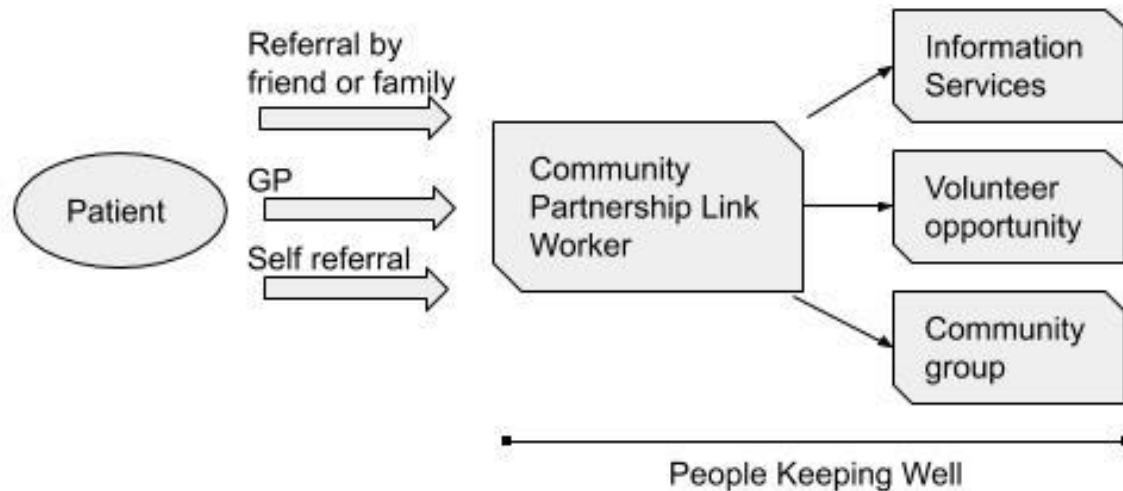 Patient
Referral by
friend or family
GP
Self referral
Community
Partnership Link
Worker
Information
Services
Volunteer
opportunity
Community
group
People Keeping Well